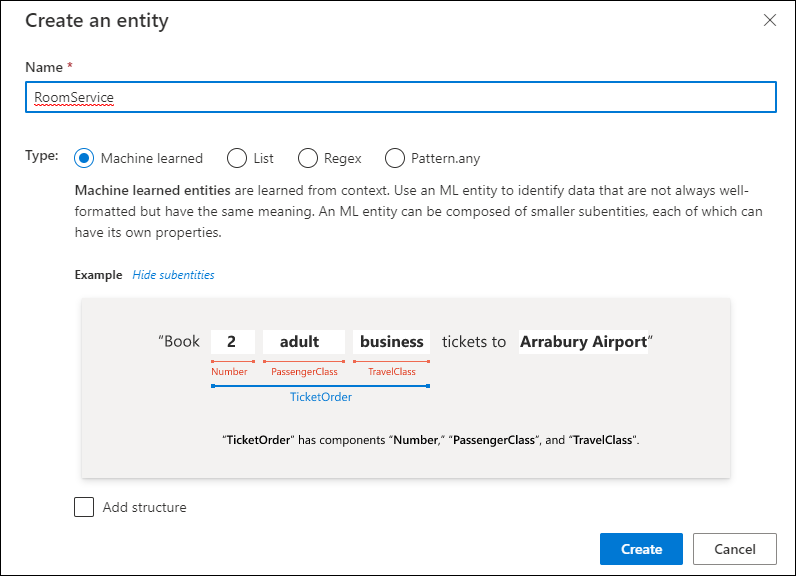 Create an entity
Name *
RoomService
Type: Machine learned List Regex Pattern.any
Machine learned entities are learned from context. Use an ML entity to identify data that are not always well-
formatted but have the same meaning. An ML entity can be composed of smaller subentities, each of which can
have its own properties.
Example Hide subentities
“Book 2 adult business tickets to Arrabury Airport”
Number PassengerClass TravelClass
TicketOrder
“TicketOrder” has components “Number,” “PassengerClass”, and “TravelClass”.
Add structure
Create Cancel